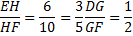 EH/HF = 6/10 = 3/5 DG/GF = 1/2